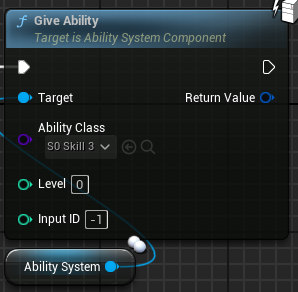 Give Ability
Target is Ability System Component
Target
Return Value
Ability Class
S0 Skill 3
Level 0
Input ID -1
Ability System